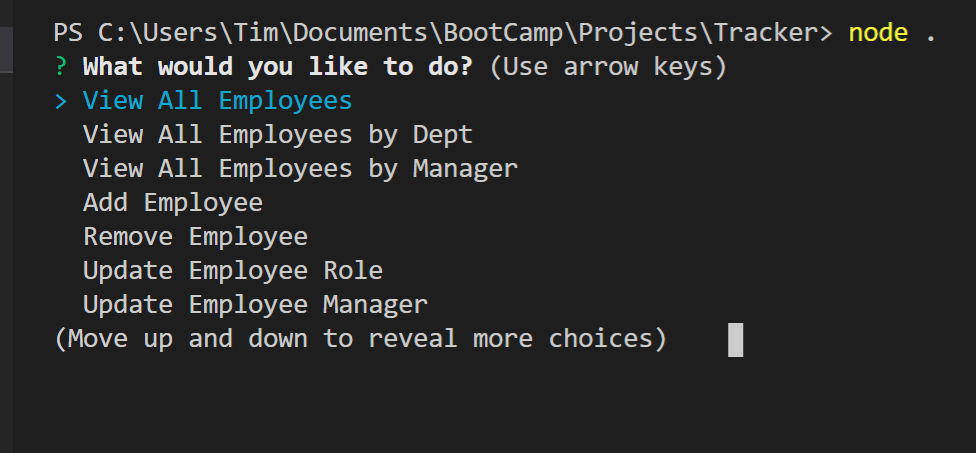 PS C:\Users\Tim\Documents\BootCamp\Projects\Tracker> node .
? What would you like to do? (Use arrow keys)
> View All Employees
View All Employees by Dept
View All Employees by Manager
Add Employee
Remove Employee
Update Employee Role
Update Employee Manager
(Move up and down to reveal more choices)